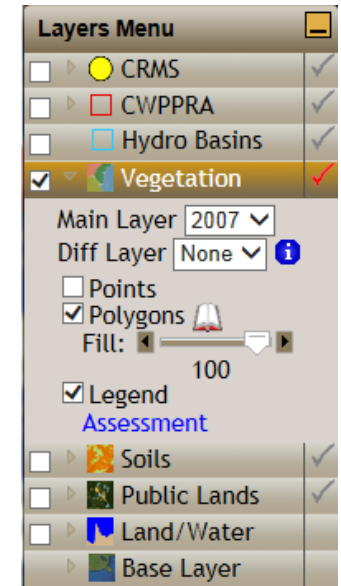 Layers Menu
CRMS
CWPPRA
Hydro Basins
Vegetation
Main Layer 2007
Diff Layer None i
Points
Polygons
Fill:
100
Legend
Assessment
Soils
Public Lands
Land/Water
Base Layer